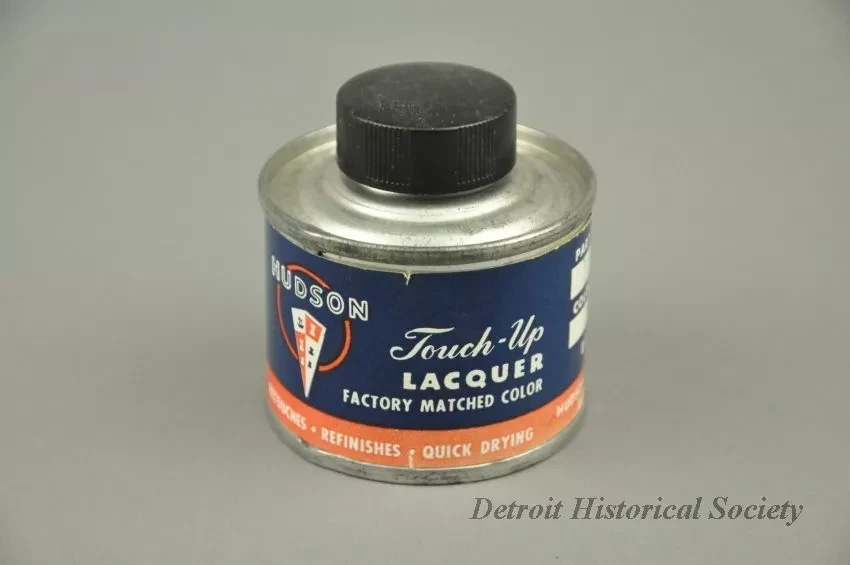 HUDSON
Touch-Up
LACQUER
FACTORY MATCHED COLOR
REFINISHES • QUICK DRYING
Detroit Historical Society